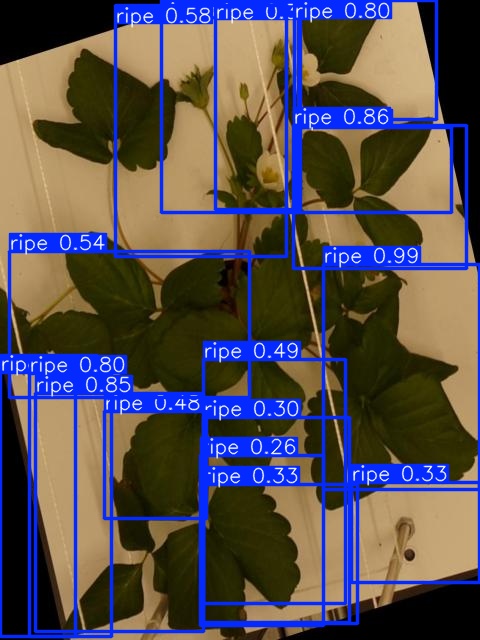 ripe 0.58
ripe 0.3
ripe 0.80
ripe 0.86
ripe 0.54
ripe 0.99
ripe 0.49
rip
ripe 0.80
ripe 0.85
ripe 0.48
ripe 0.30
ripe 0.26
ripe 0.33
ripe 0.33